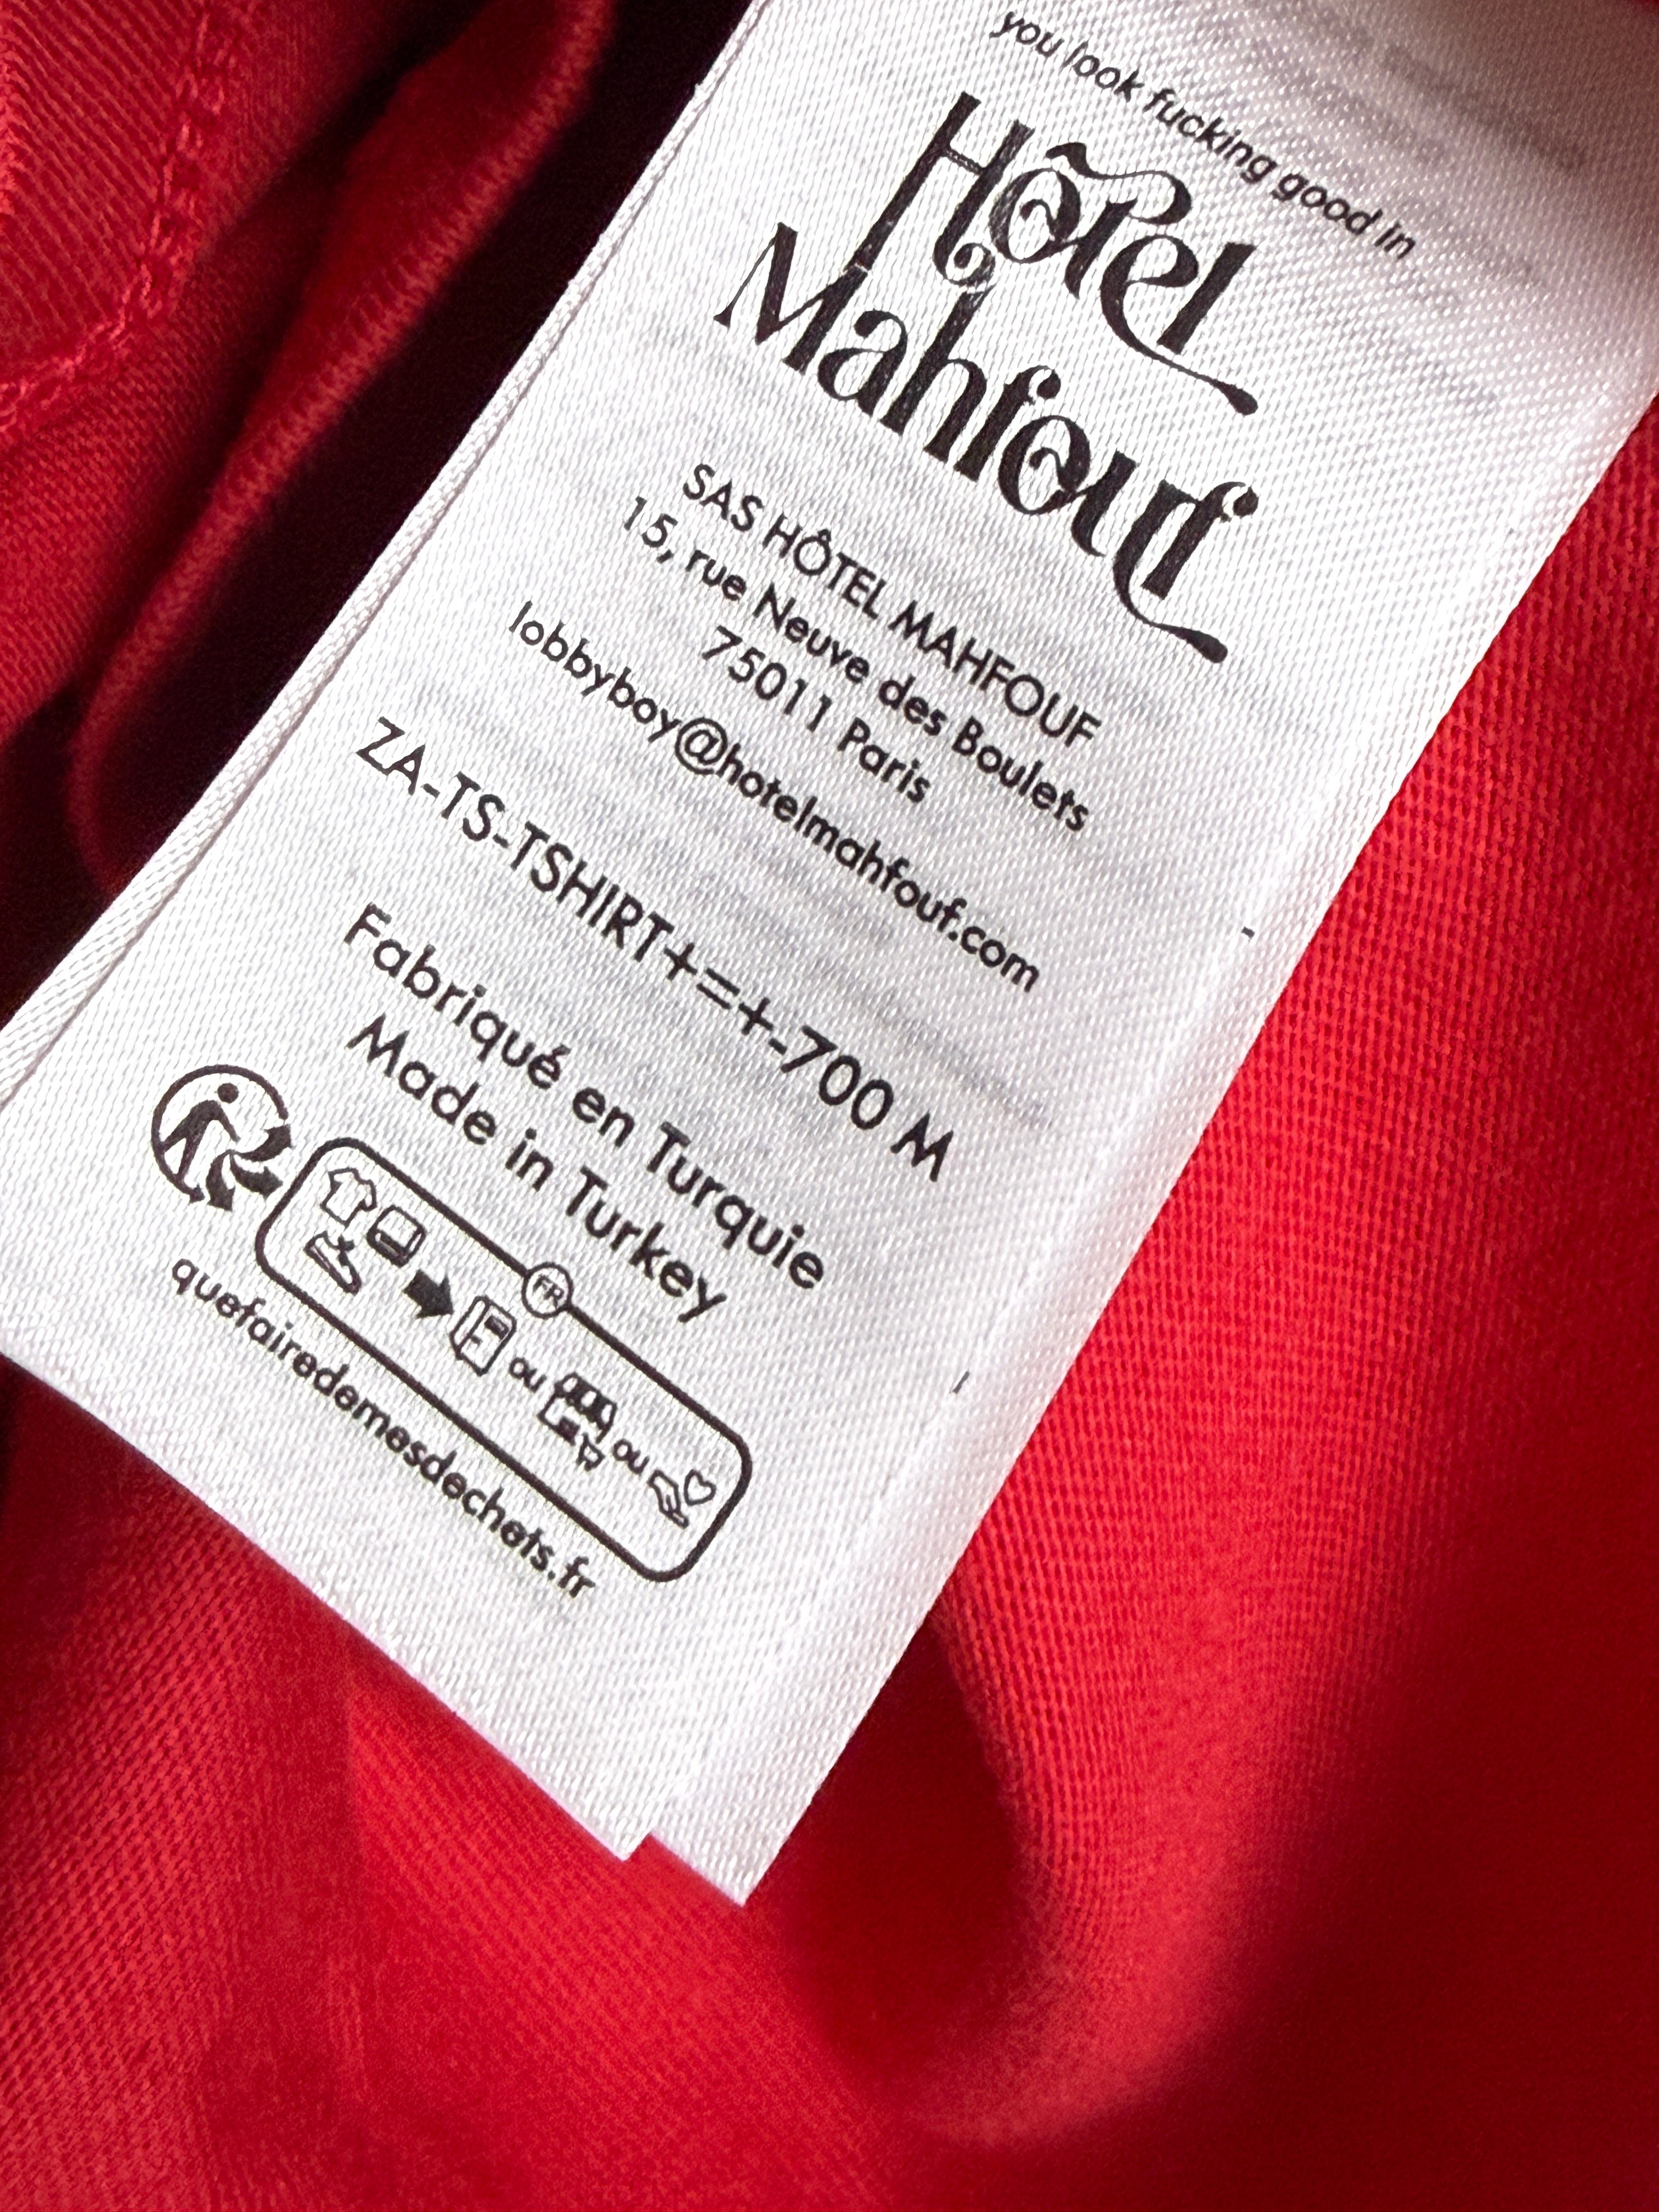 you look fucking good in
Hôtel
Mahfouf
SAS HÔTEL MAHFOUF
15, rue Neuve des Boulets
75011 Paris
lobbyboy@hotelmahfouf.com
ZA-TS-TSHIRT+=+-700 M
Fabriqué en Turquie
Made in Turkey
FR
ou ou
quefairedemesdechets.fr